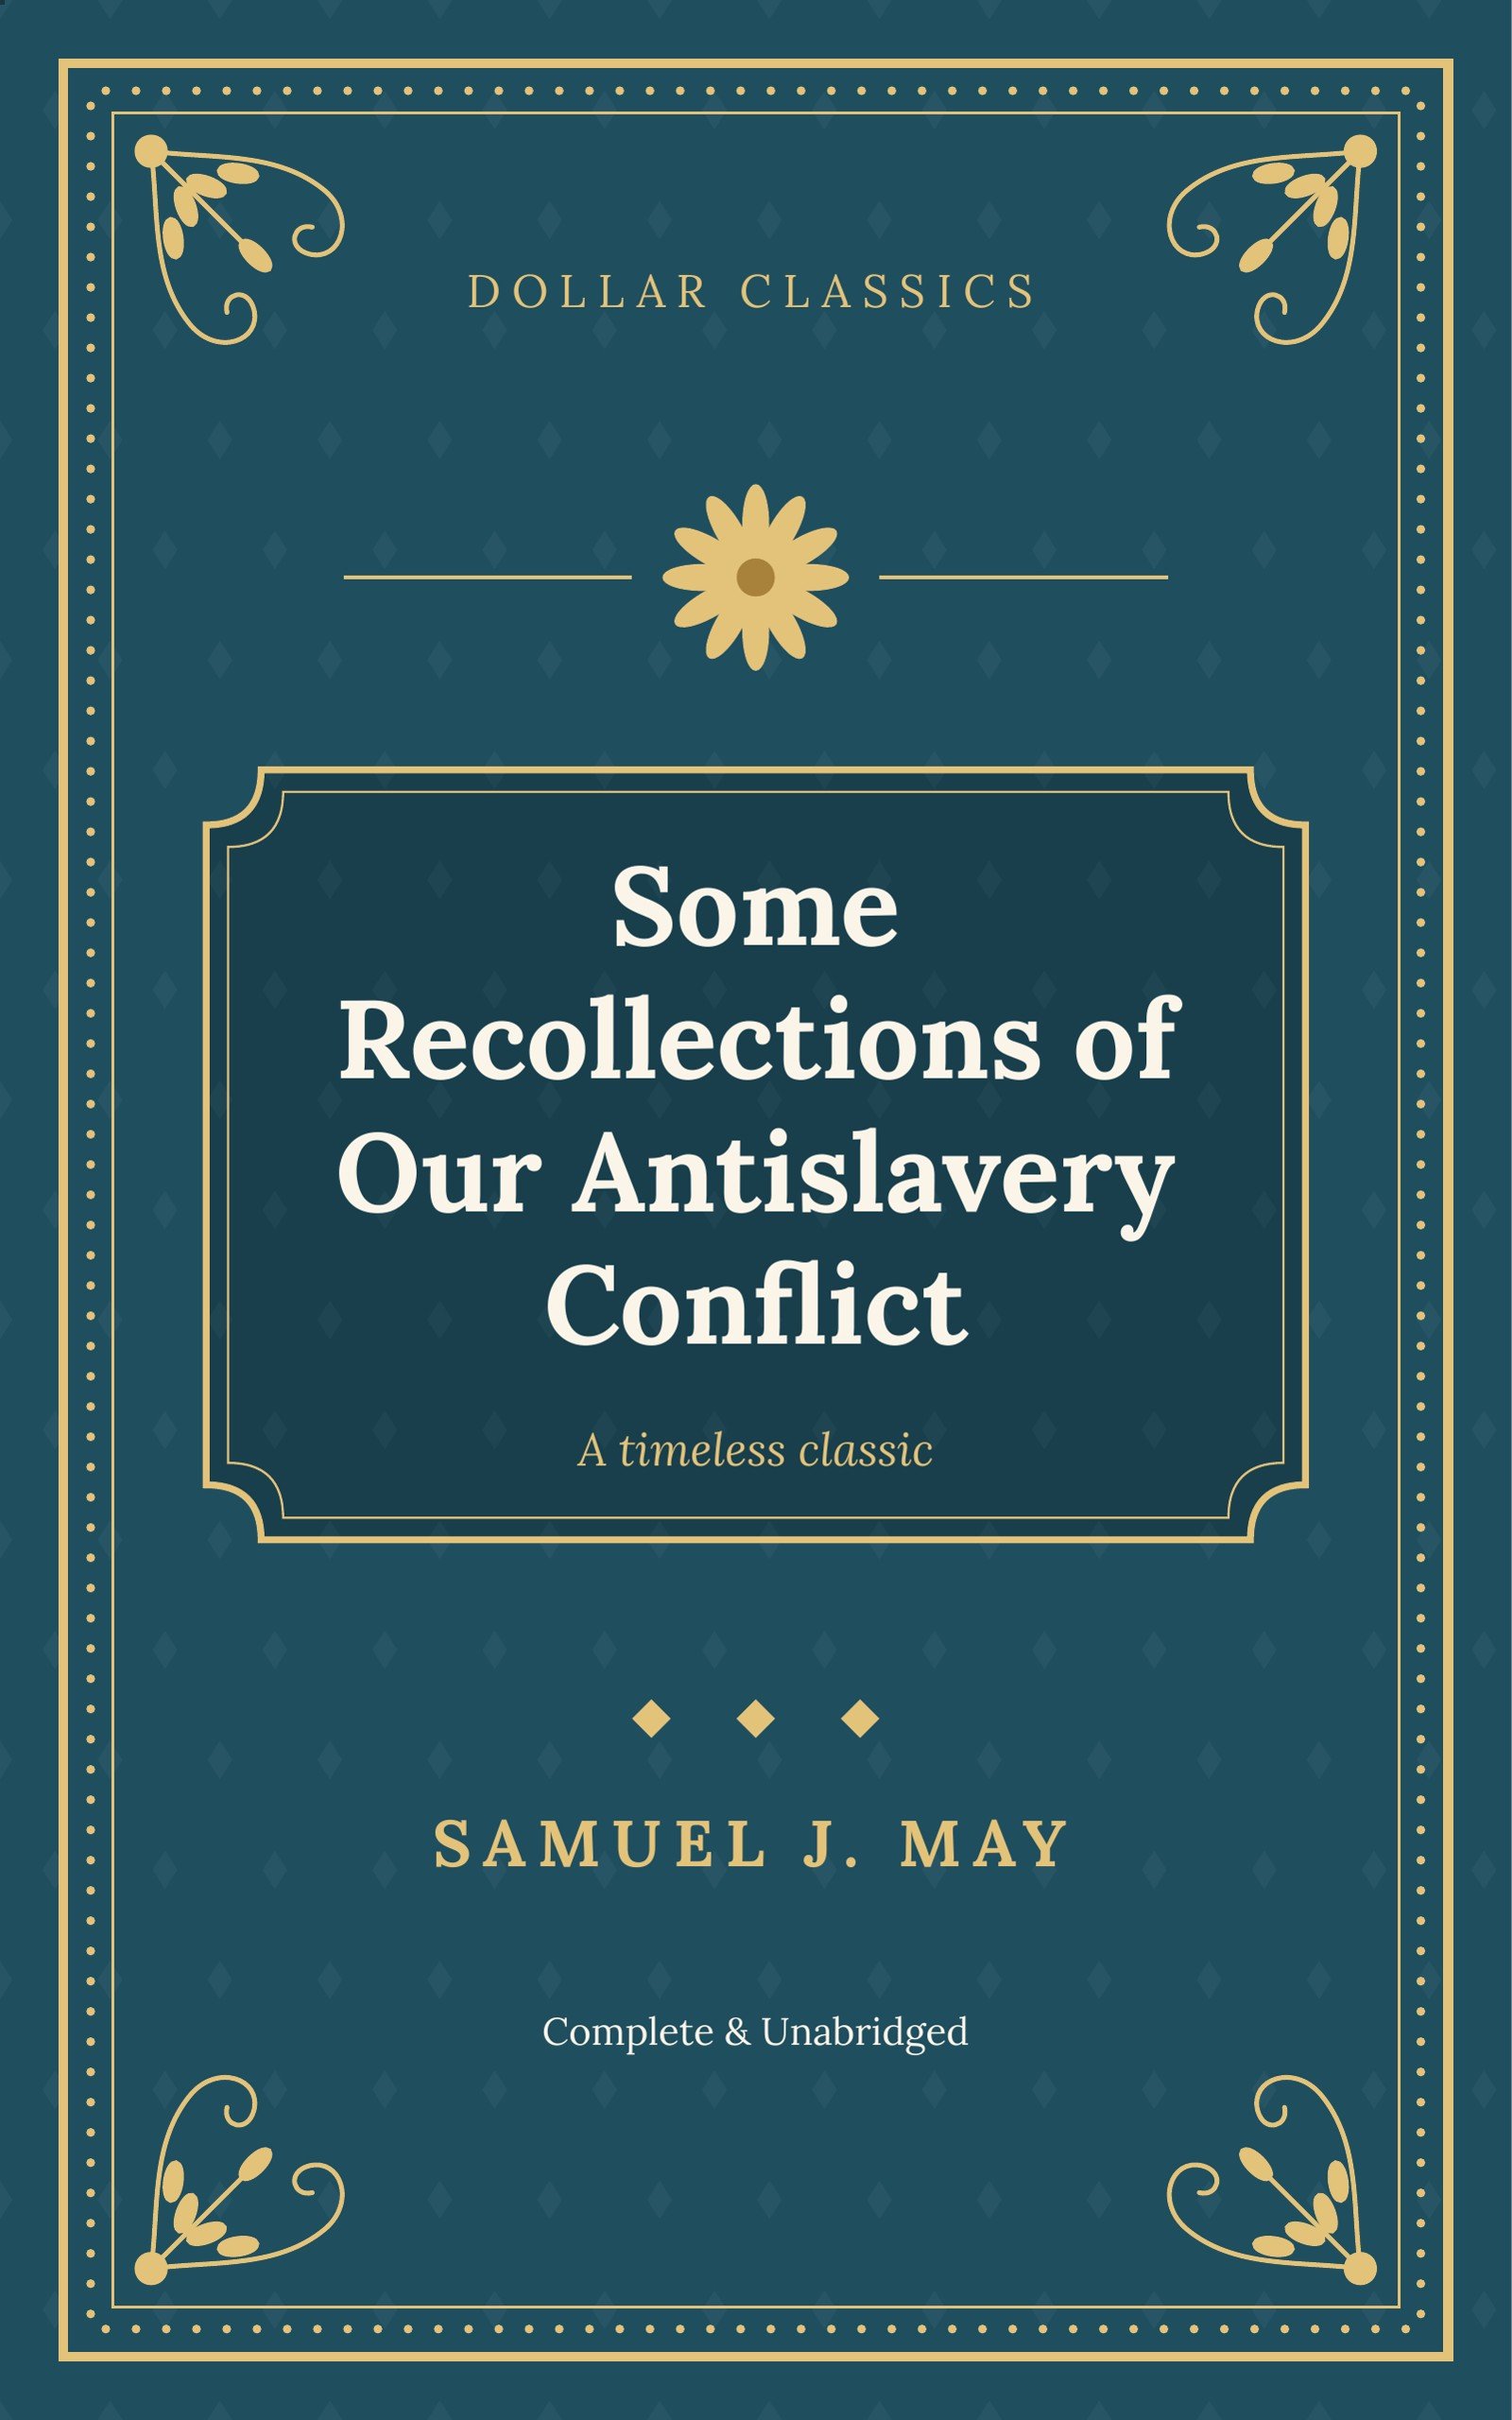 DOLLAR CLASSICS
Some
Recollections of
Our Antislavery
Conflict
A timeless classic
SAMUEL J. MAY
Complete & Unabridged